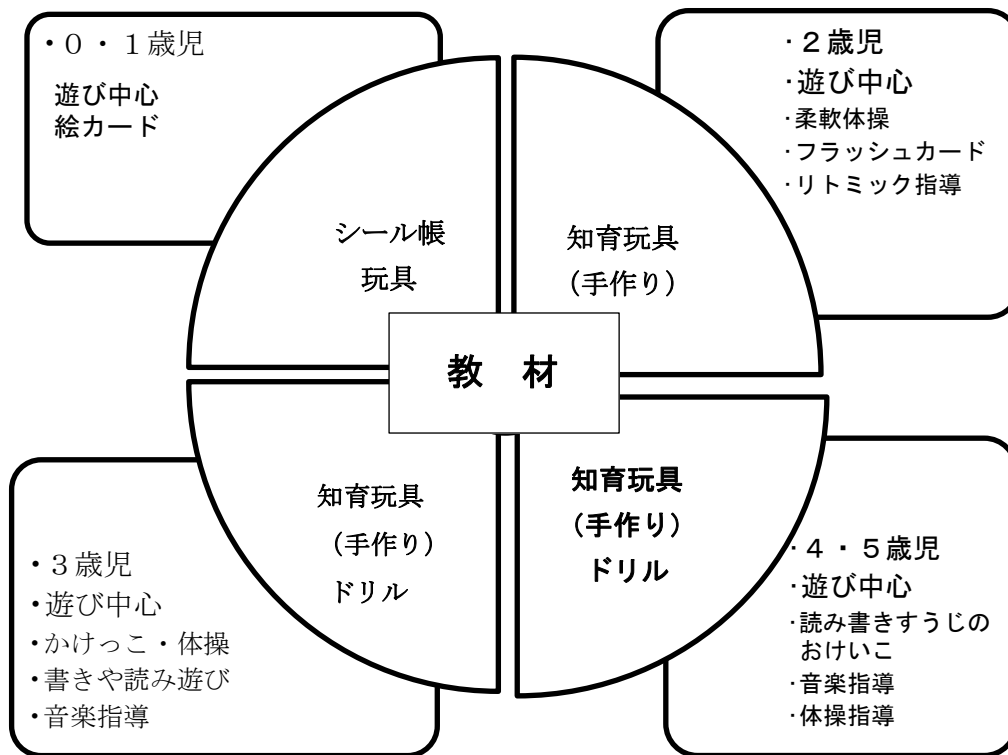 ・０・１歳児
遊び中心
絵カード
・２歳児
・遊び中心
・柔軟体操
・フラッシュカード
・リトミック指導
シール帳
玩具
知育玩具
（手作り）
教　材
知育玩具
（手作り）
ドリル
知育玩具
（手作り）
ドリル
・３歳児
・遊び中心
・かけっこ・体操
・書きや読み遊び
・音楽指導
・４・５歳児
・遊び中心
・読み書きすうじの
おけいこ
・音楽指導
・体操指導